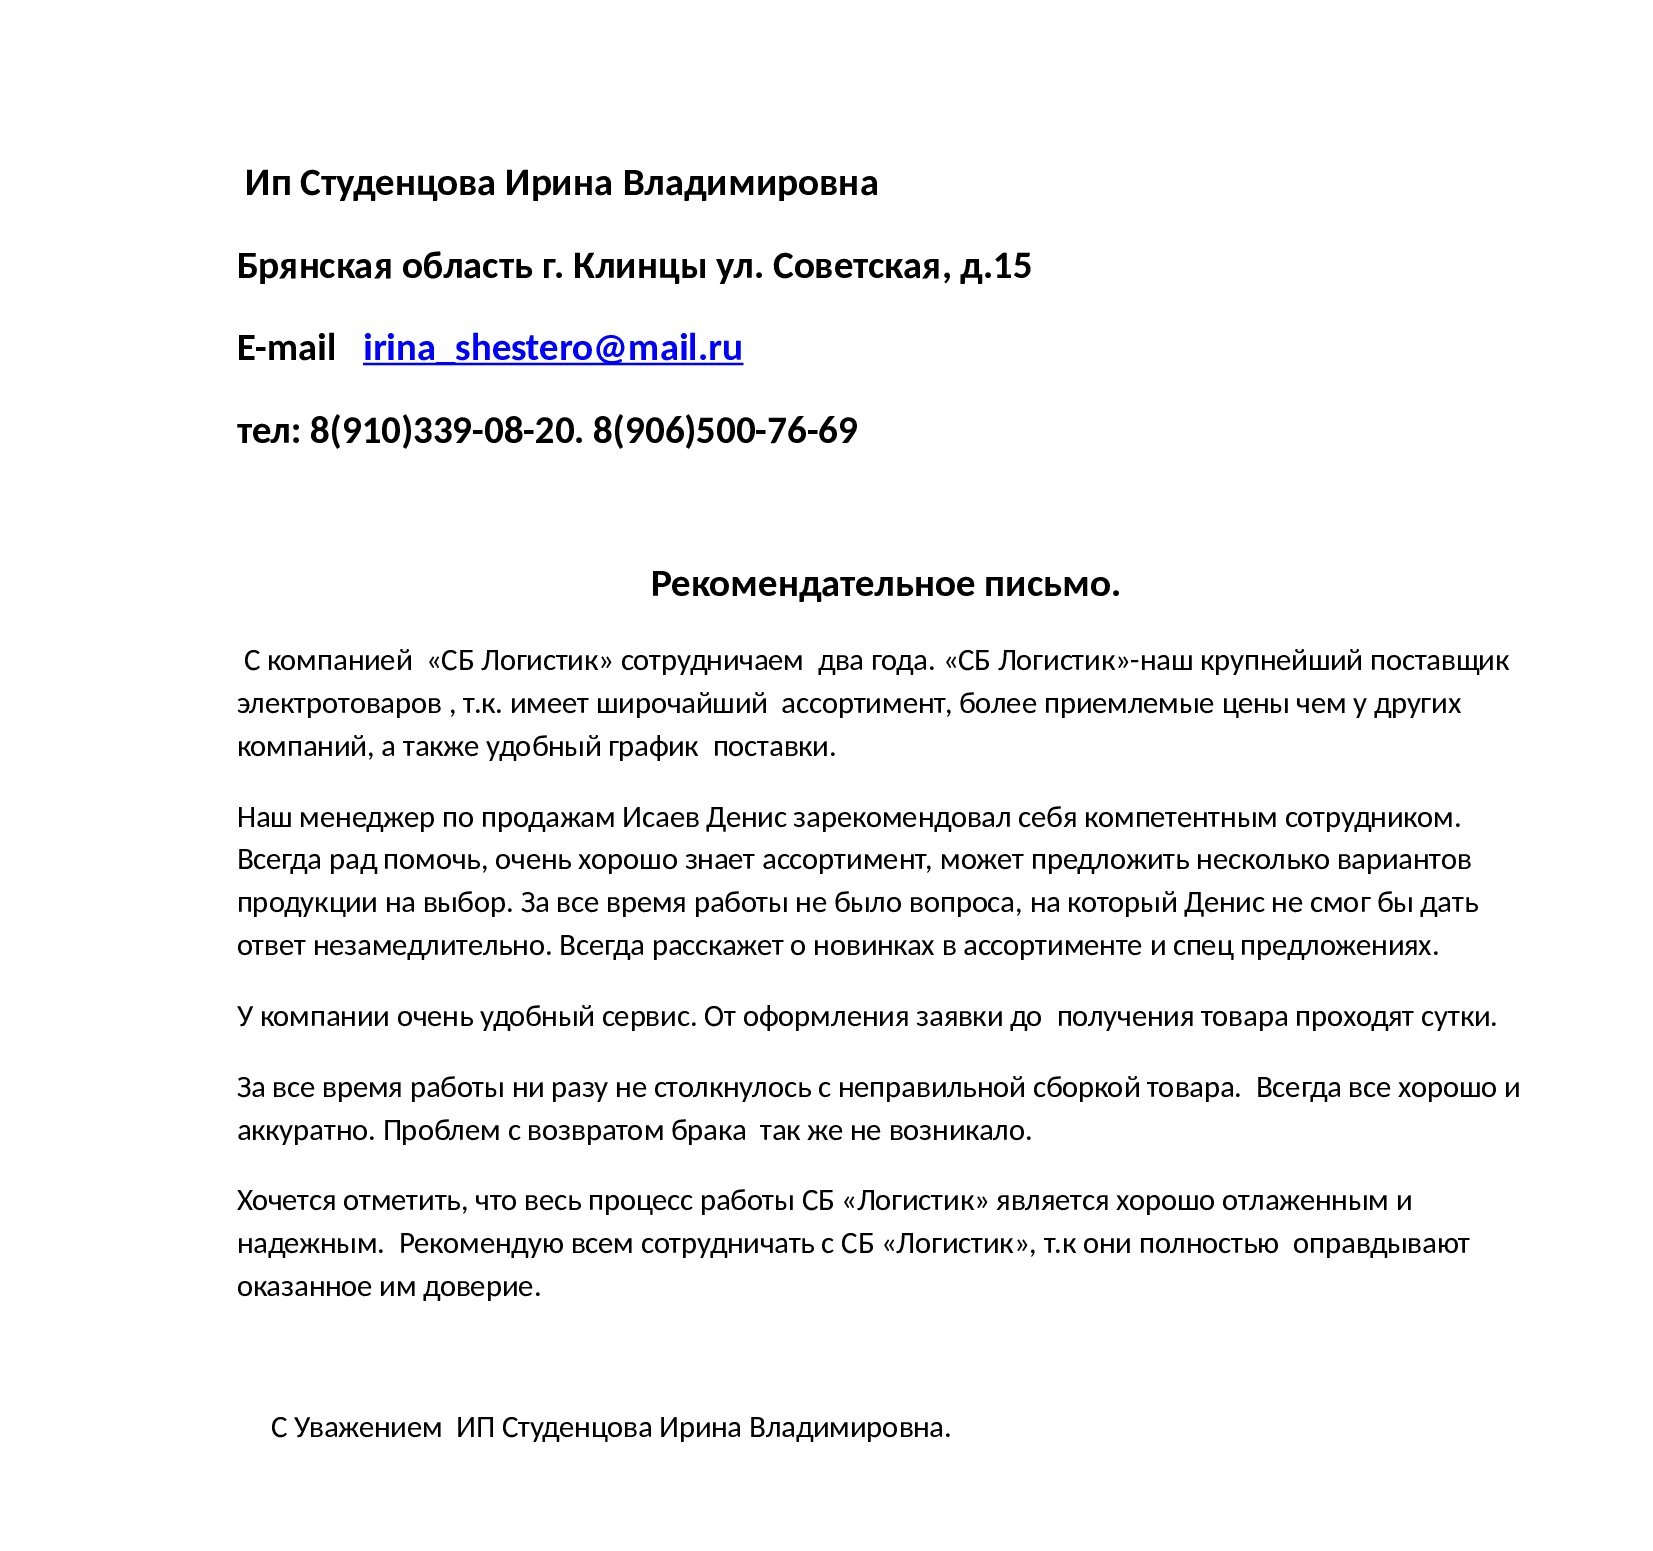 Ип Студенцова Ирина Владимировна
Брянская область г. Клинцы ул. Советская, д.15
E-mail   irina_shestero@mail.ru
тел: 8(910)339-08-20. 8(906)500-76-69
Рекомендательное письмо.
С компанией  «СБ Логистик» сотрудничаем  два года. «СБ Логистик»-наш крупнейший поставщик
электротоваров , т.к. имеет широчайший  ассортимент, более приемлемые цены чем у других
компаний, а также удобный график  поставки.
Наш менеджер по продажам Исаев Денис зарекомендовал себя компетентным сотрудником.
Всегда рад помочь, очень хорошо знает ассортимент, может предложить несколько вариантов
продукции на выбор. За все время работы не было вопроса, на который Денис не смог бы дать
ответ незамедлительно. Всегда расскажет о новинках в ассортименте и спец предложениях.
У компании очень удобный сервис. От оформления заявки до  получения товара проходят сутки.
За все время работы ни разу не столкнулось с неправильной сборкой товара.  Всегда все хорошо и
аккуратно. Проблем с возвратом брака  так же не возникало.
Хочется отметить, что весь процесс работы СБ «Логистик» является хорошо отлаженным и
надежным.  Рекомендую всем сотрудничать с СБ «Логистик», т.к они полностью  оправдывают
оказанное им доверие.
С Уважением  ИП Студенцова Ирина Владимировна.